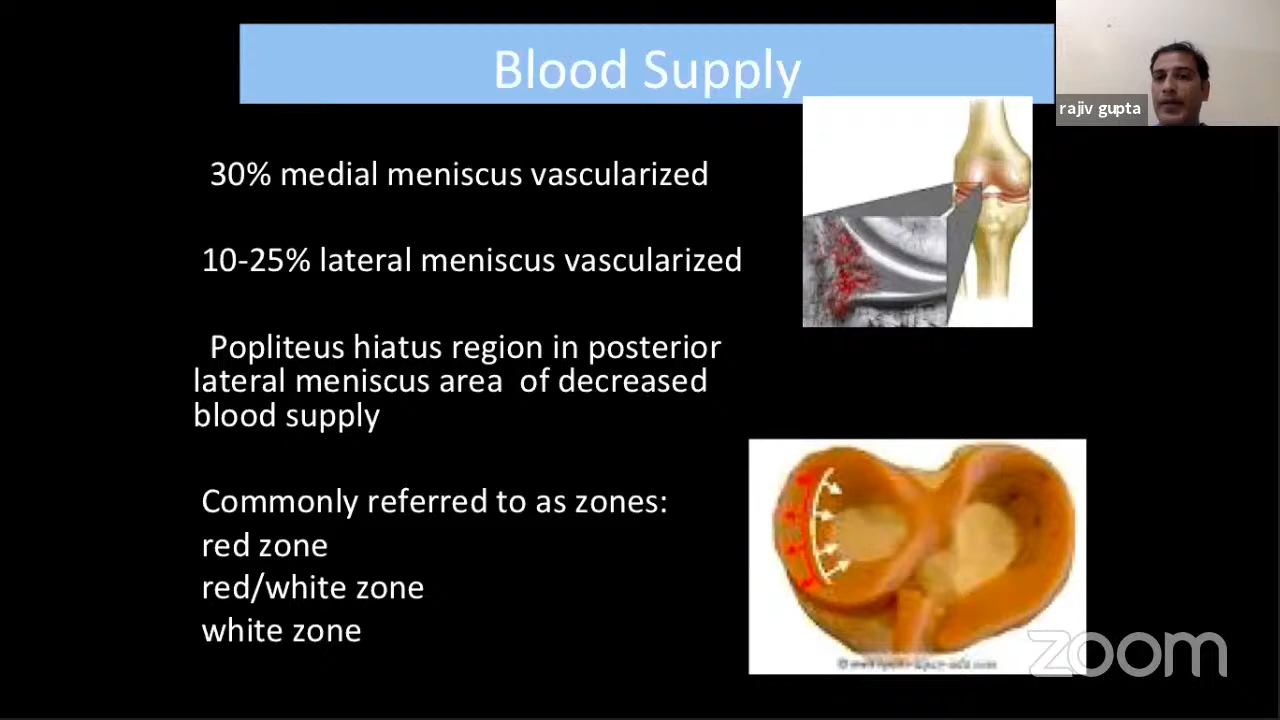 Blood Supply
rajiv gupta
30% medial meniscus vascularized
10-25% lateral meniscus vascularized
Popliteus hiatus region in posterior
lateral meniscus area of decreased
blood supply
Commonly referred to as zones:
red zone
red/white zone
white zone
zoom